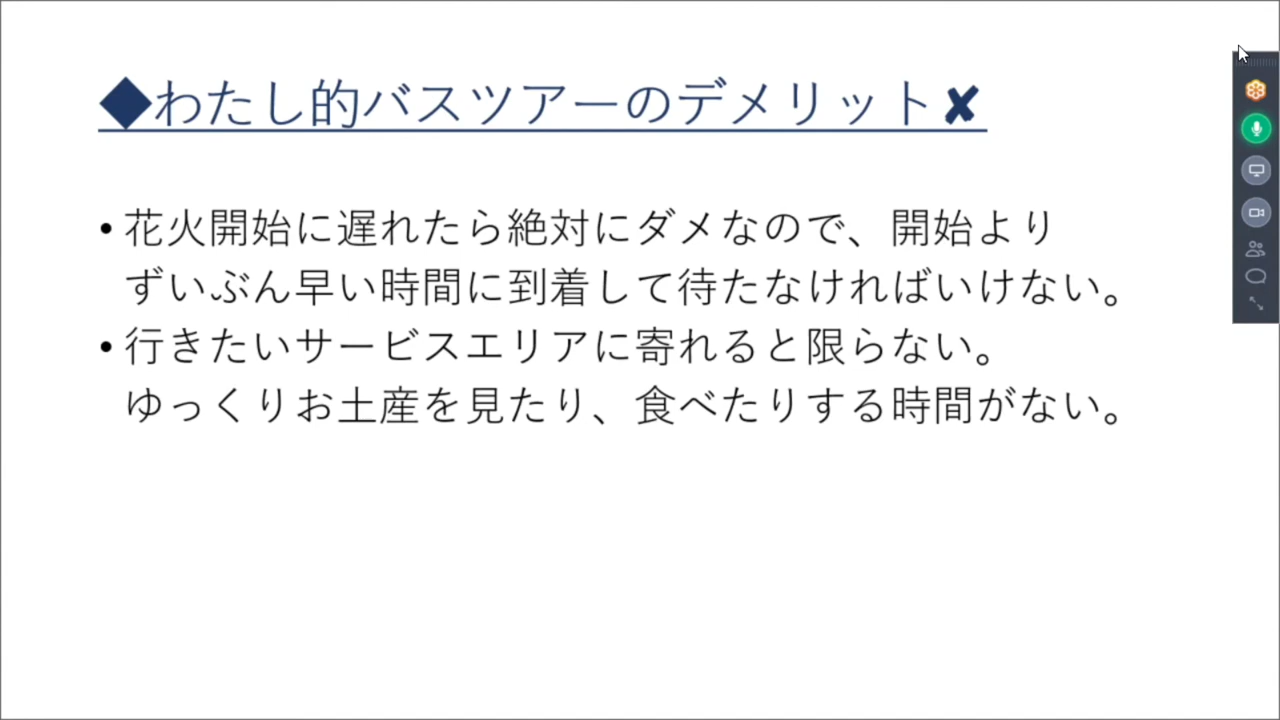 ◆わたし的バスツアーのデメリット✘
• 花火開始に遅れたら絶対にダメなので、開始より
ずいぶん早い時間に到着して待たなければいけない。
• 行きたいサービスエリアに寄れると限らない。
ゆっくりお土産を見たり、食べたりする時間がない。